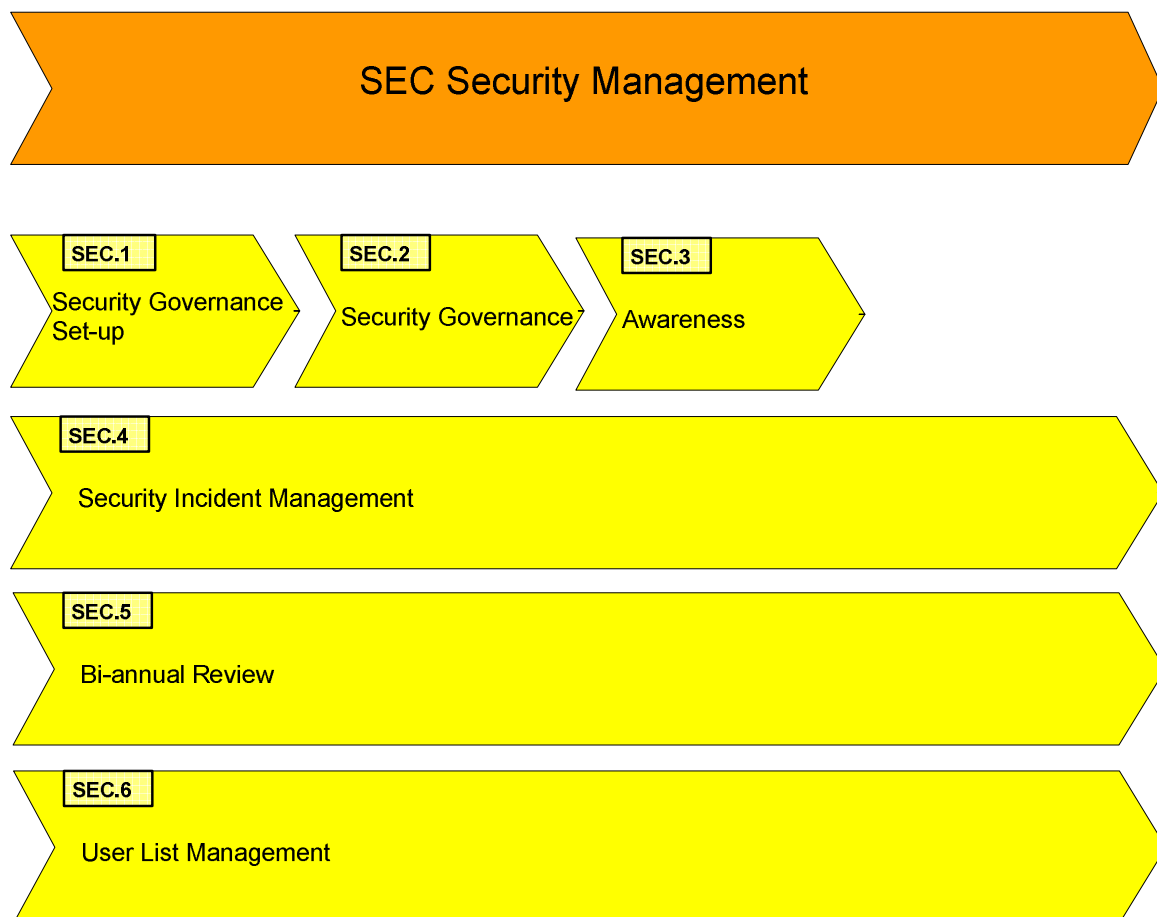 SEC Security Management
SEC.1
Security Governance
Set-up
SEC.2
Security Governance
SEC.3
Awareness
SEC.4
Security Incident Management
SEC.5
Bi-annual Review
SEC.6
User List Management